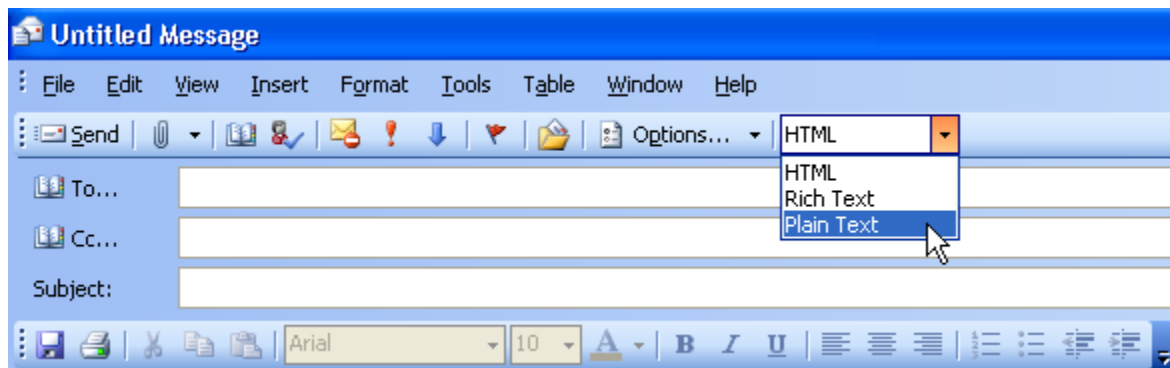 Untitled Message
File Edit View Insert Format Tools Table Window Help
Send Options... HTML
HTML
Rich Text
Plain Text
To...
Cc...
Subject:
Arial 10 A B I U